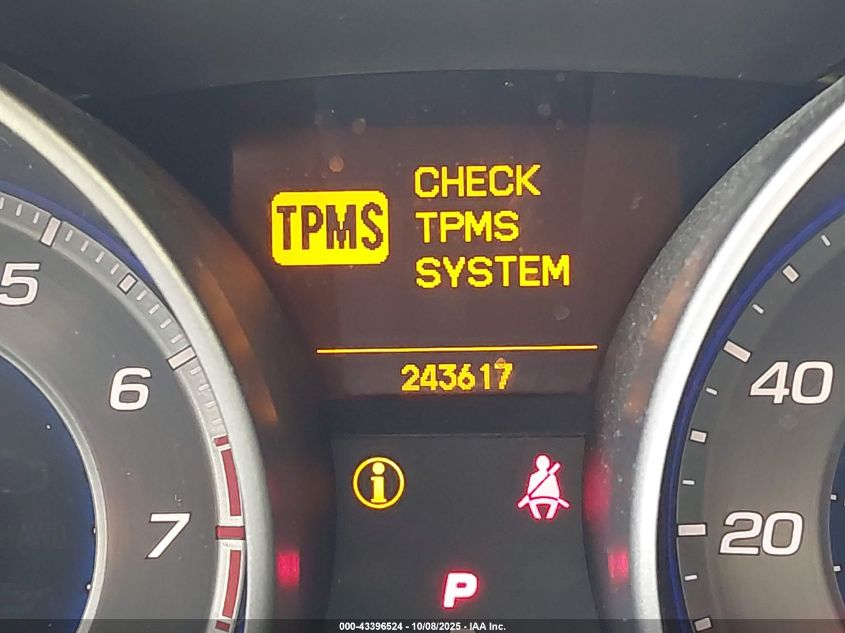 TPMS
CHECK
TPMS
SYSTEM
243617
5
6
7
40
20
i
P
000-43396524 - 10/08/2025 - IAA Inc.